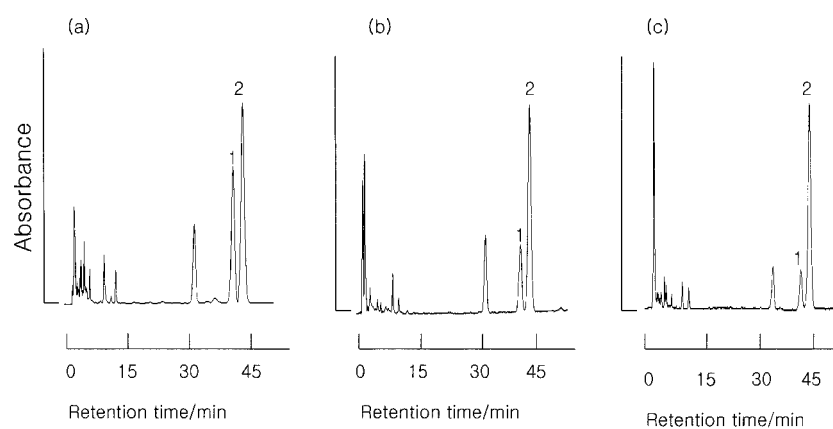 (a)
2
1
Absorbance
0 15 30 45
Retention time/min
(b)
2
1
0 15 30 45
Retention time/min
(c)
2
1
0 15 30 45
Retention time/min